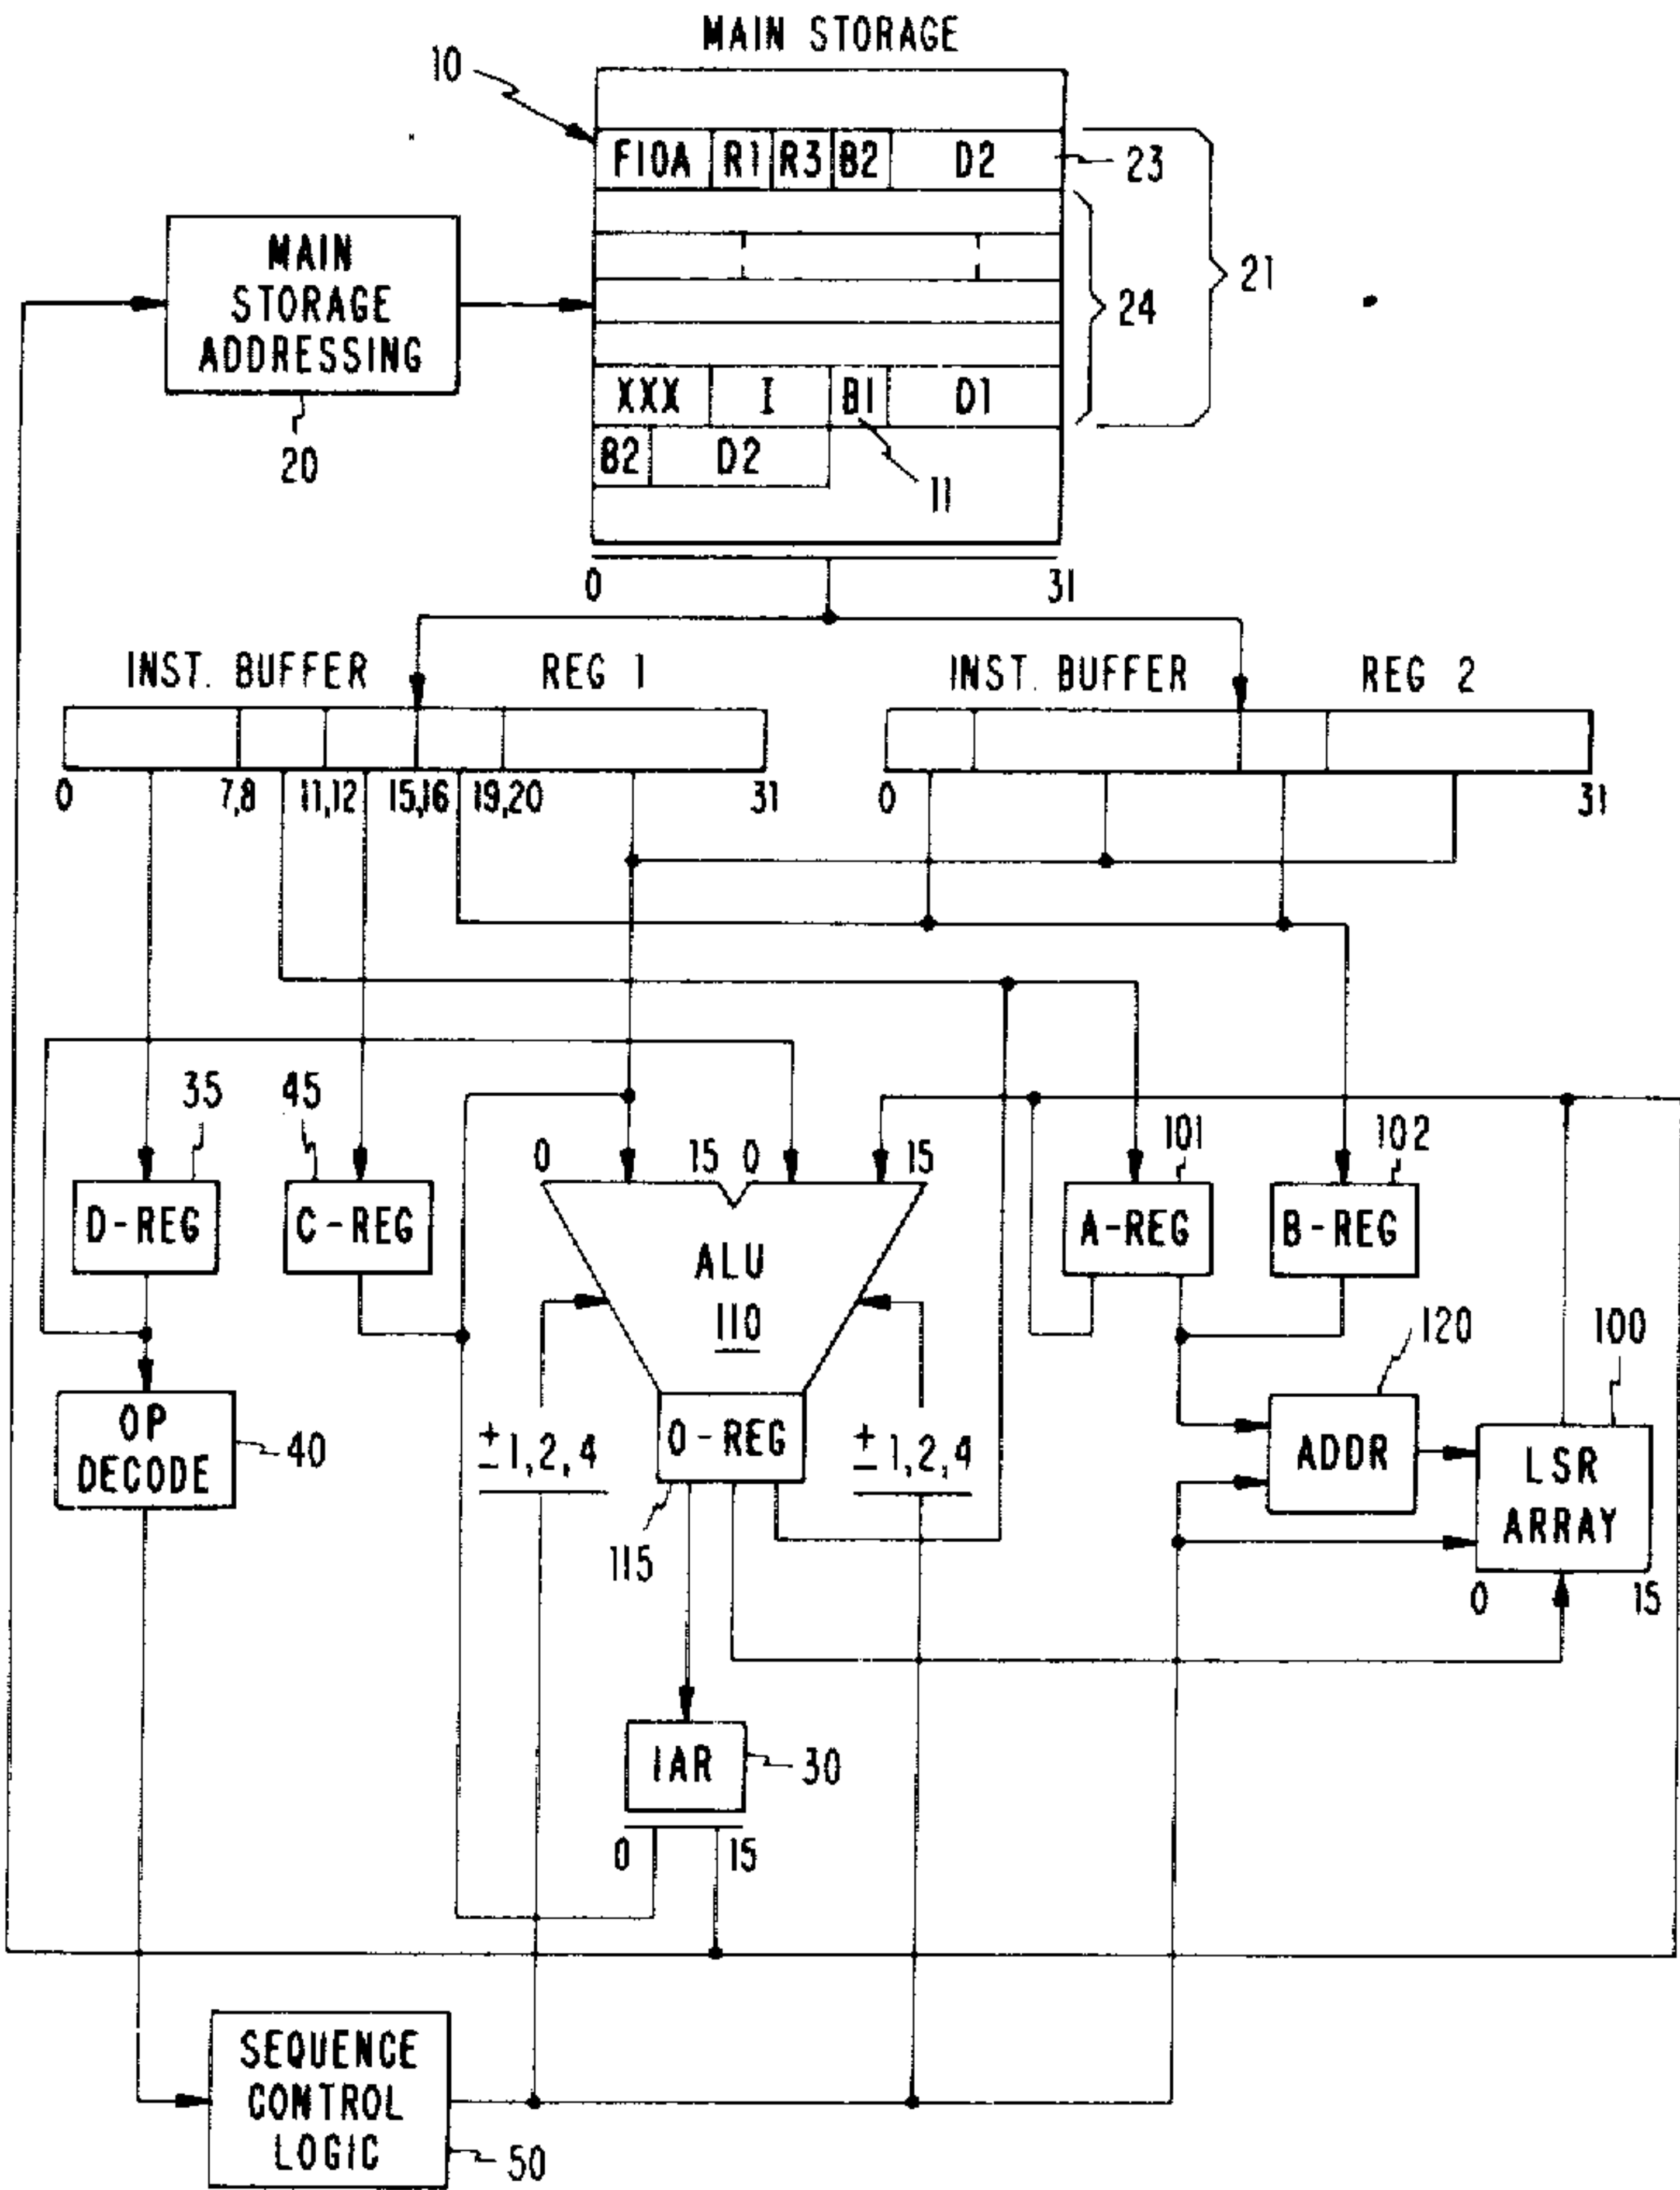 MAIN STORAGE
10
F10A R1 R3 B2 D2
23
MAIN
STORAGE
ADDRESSING
20
24
21
XXX I B1 D1
B2 D2
11
0 31
INST. BUFFER REG 1
INST. BUFFER REG 2
0 7,8 11,12 15,16 19,20 31
0 31
35
45
0 15 0 15
101
102
D-REG
C-REG
A-REG
B-REG
ALU
110
120
100
OP
DECODE
40
± 1,2,4
O-REG
± 1,2,4
ADDR
LSR
ARRAY
115
0 15
IAR
30
0 15
SEQUENCE
CONTROL
LOGIC
50